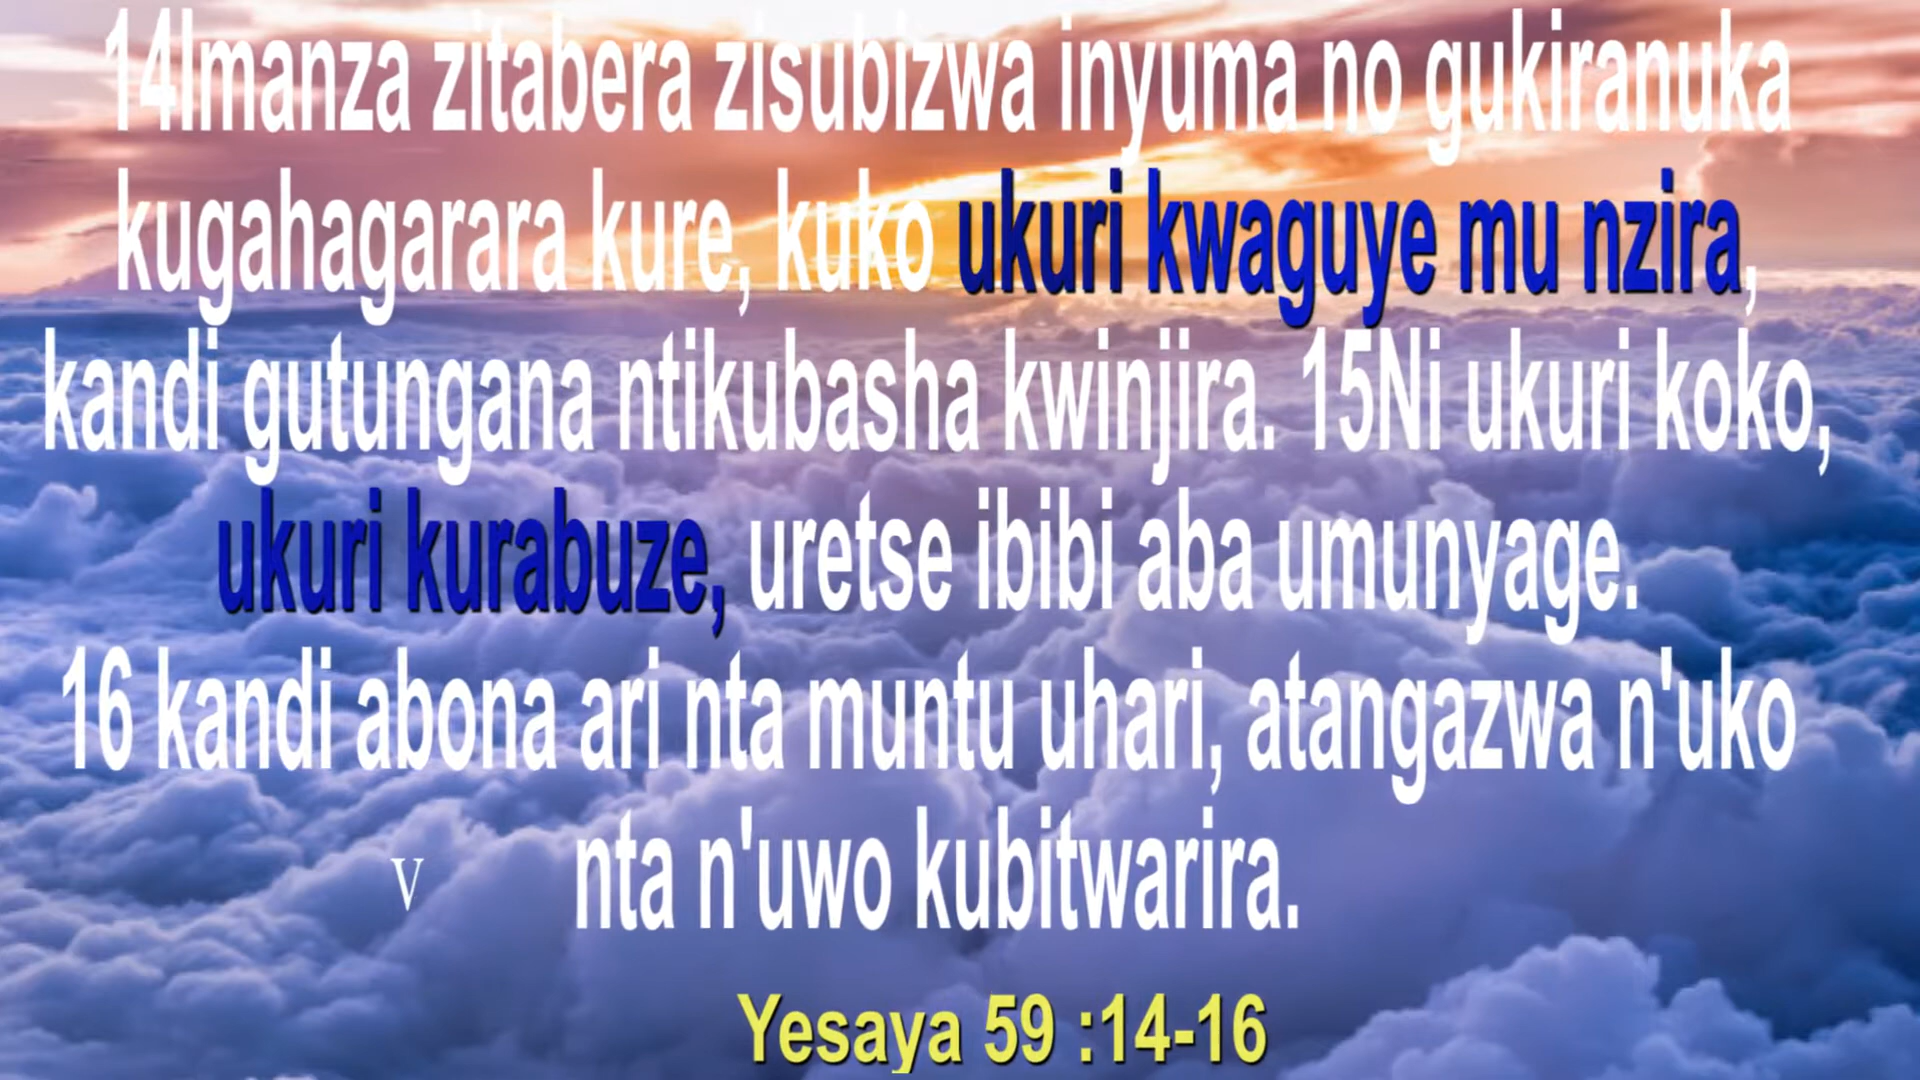 14Imanza zitabera zisubizwa inyuma no gukiranuka
kugahagarara kure, kuko ukuri kwaguye mu nzira,
kandi gutungana ntikubasha kwinjira. 15Ni ukuri koko,
ukuri kurabuze, uretse ibibi aba umunyage.
16 kandi abona ari nta muntu uhari, atangazwa n'uko
v nta n'uwo kubitwarira.
Yesaya 59 :14-16